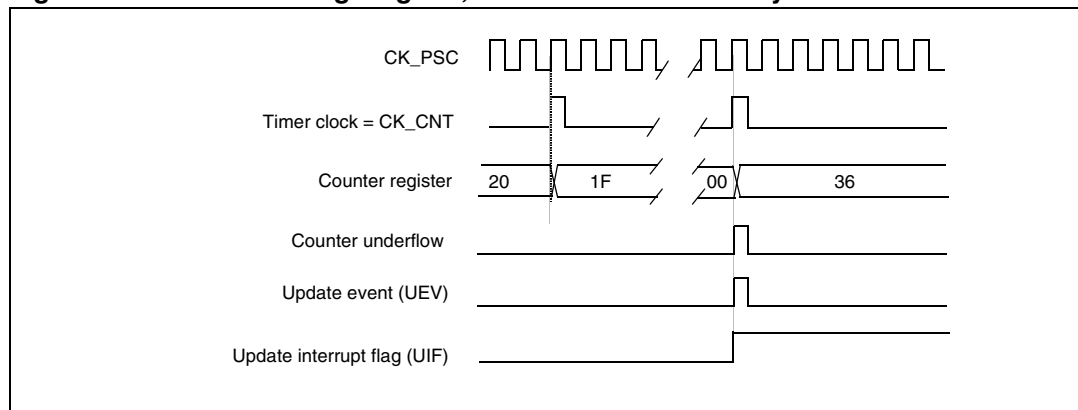 CK_PSC
Timer clock = CK_CNT
Counter register 20 1F 00 36
Counter underflow
Update event (UEV)
Update interrupt flag (UIF)